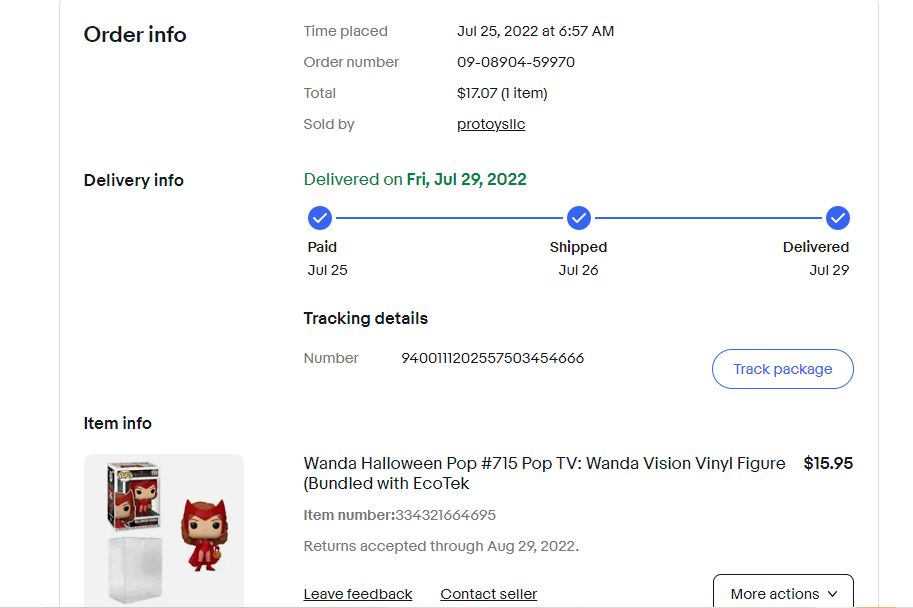 Order info
Time placed Jul 25, 2022 at 6:57 AM
Order number 09-08904-59970
Total $17.07 (1 item)
Sold by protoysllc
Delivery info
Delivered on Fri, Jul 29, 2022
Paid Shipped Delivered
Jul 25 Jul 26 Jul 29
Tracking details
Number 9400111202557503454666
Track package
Item info
Wanda Halloween Pop #715 Pop TV: Wanda Vision Vinyl Figure $15.95
(Bundled with EcoTek
Item number:334321664695
Returns accepted through Aug 29, 2022.
Leave feedback Contact seller More actions